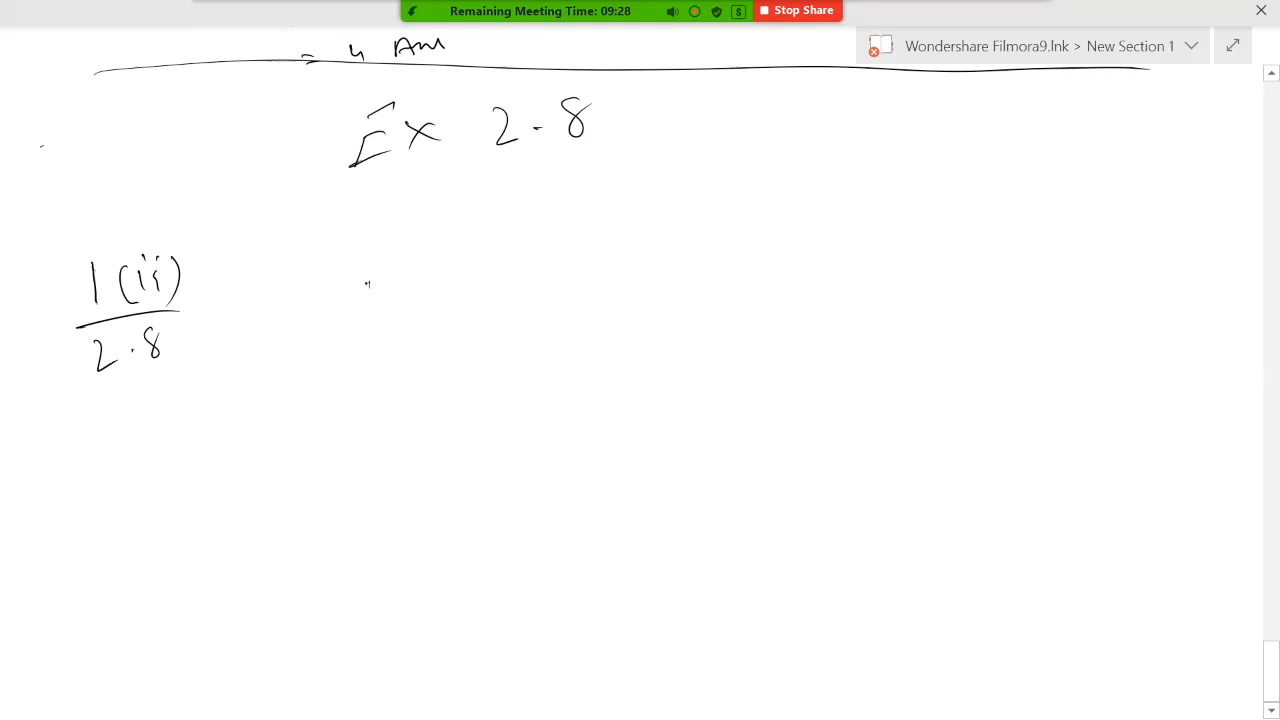 Remaining Meeting Time: 09:28 Stop Share
Wondershare Filmora9.lnk > New Section 1
= 4 Ans
Ex 2.8
1(ii)
2.8